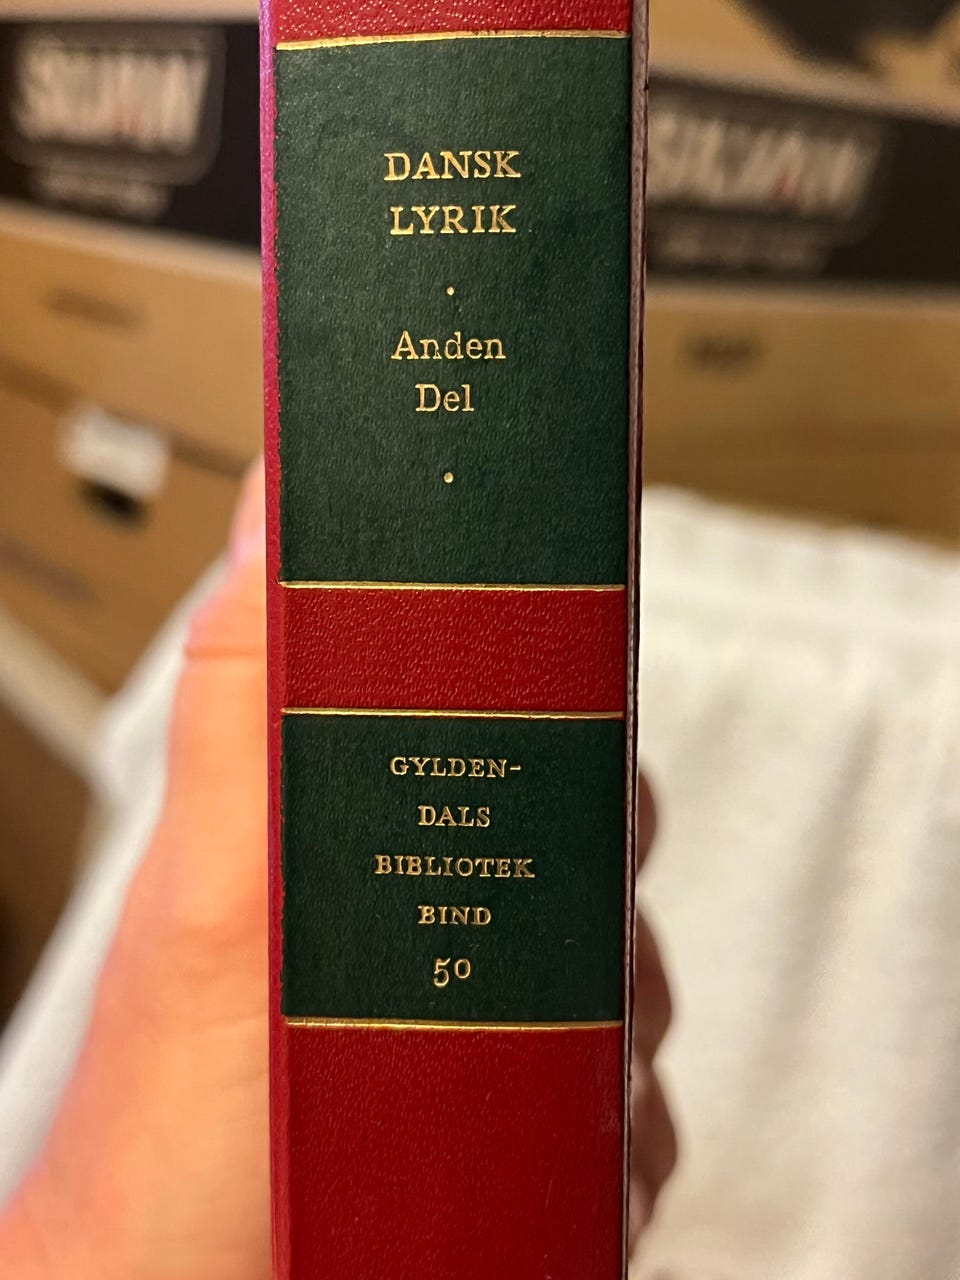 DANSK
LYRIK
·
Anden
Del
·
GYLDEN-
DALS
BIBLIOTEK
BIND
50